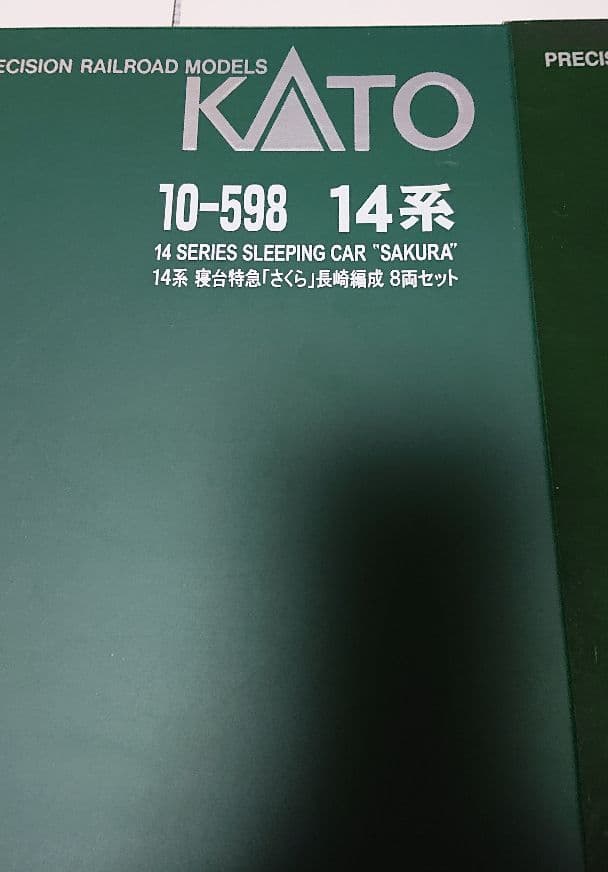 ECISION RAILROAD MODELS
KATO
10-598 14系
14 SERIES SLEEPING CAR "SAKURA"
14系 寝台特急「さくら」長崎編成 8両セット
PRECIS